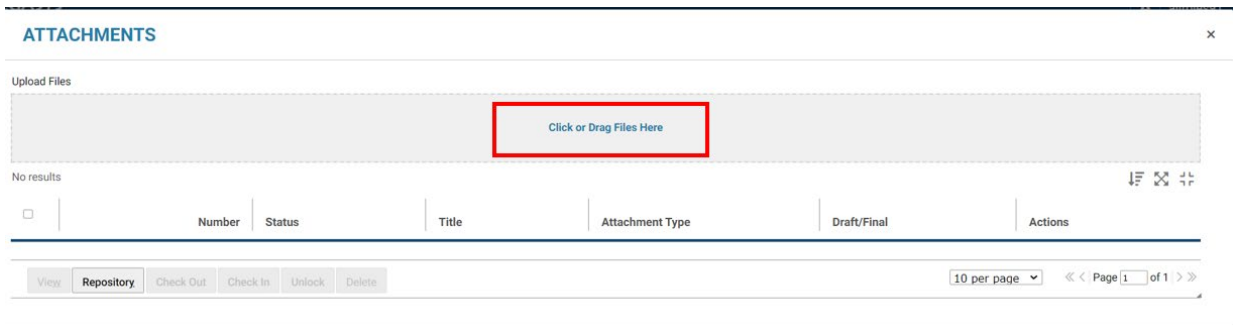 ATTACHMENTS ×
Upload Files
Click or Drag Files Here
No results
Number Status Title Attachment Type Draft/Final Actions
View Repository Check Out Check In Unlock Delete 10 per page Page 1 of 1